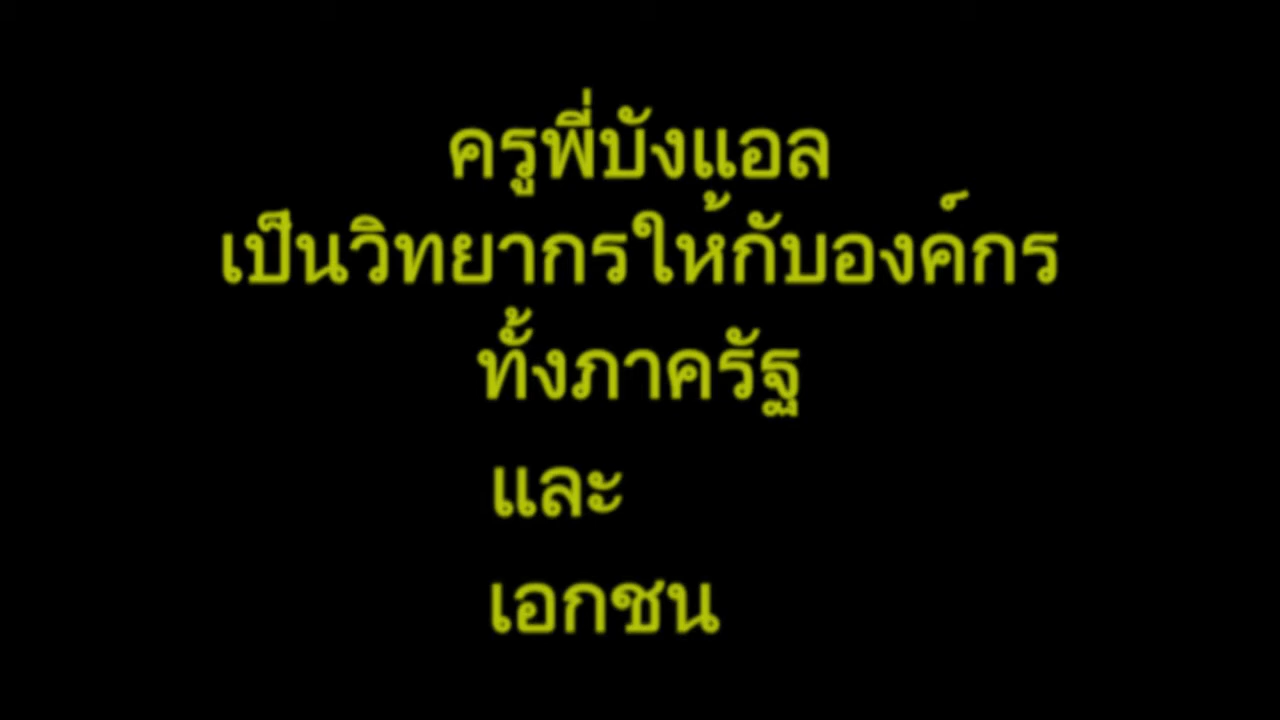 ครูพี่บังแอล
เป็นวิทยากรให้กับองค์กร
ทั้งภาครัฐ
และ
เอกชน